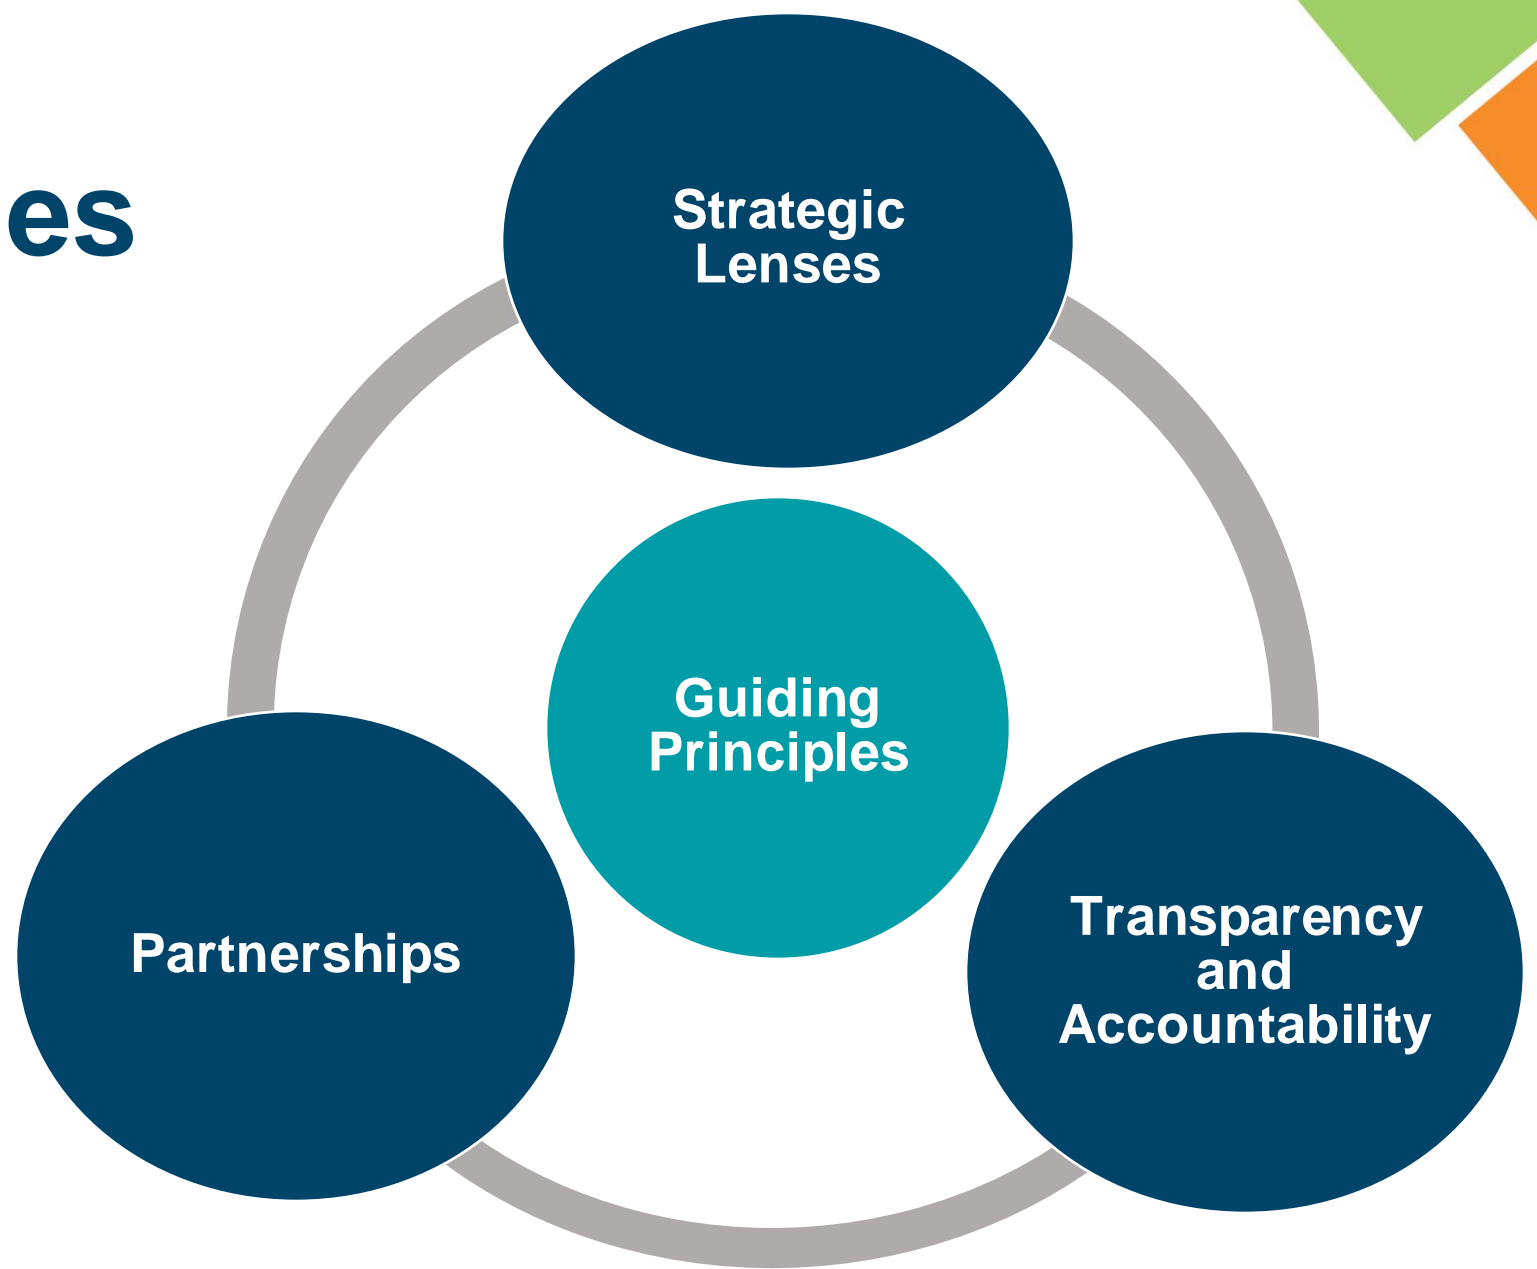 es
Strategic
Lenses
Guiding
Principles
Partnerships
Transparency
and
Accountability